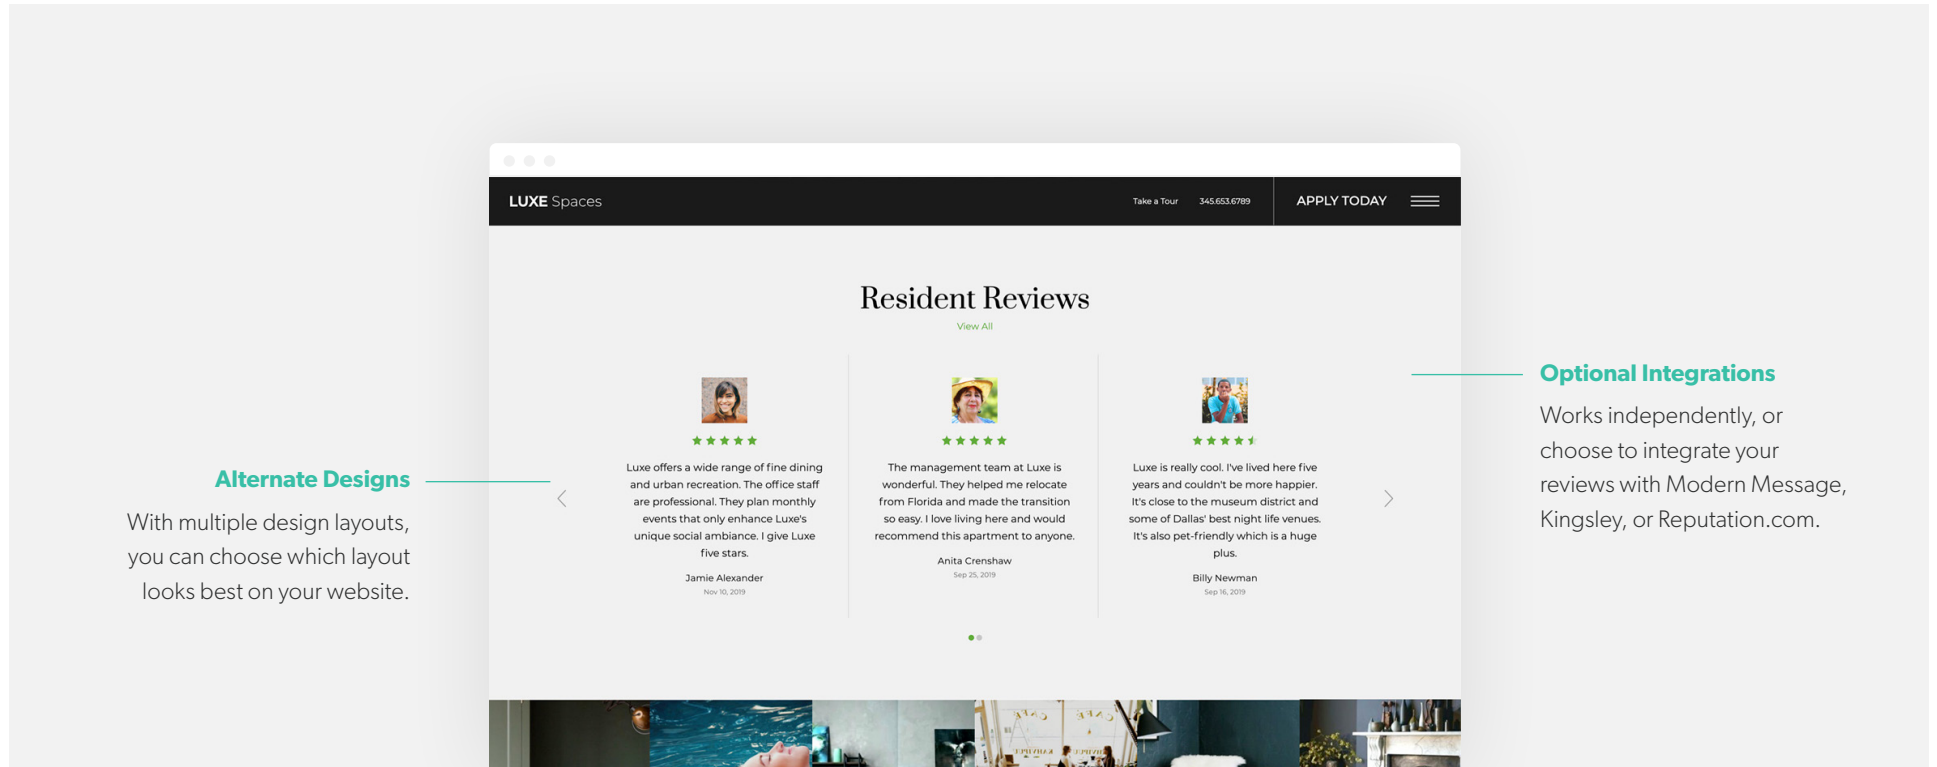 LUXE Spaces
Take a Tour
345.653.6789
APPLY TODAY
Resident Reviews
View All
Luxe offers a wide range of fine dining
and urban recreation. The office staff
are professional. They plan monthly
events that only enhance Luxe's
unique social ambiance. I give Luxe
five stars.
Jamie Alexander
Nov 10, 2019
The management team at Luxe is
wonderful. They helped me relocate
from Florida and made the transition
so easy. I love living here and would
recommend this apartment to anyone.
Anita Crenshaw
Sep 25, 2019
Luxe is really cool. I've lived here five
years and couldn't be more happier.
It's close to the museum district and
some of Dallas' best night life venues.
It's also pet-friendly which is a huge
plus.
Billy Newman
Sep 16, 2019
Alternate Designs
With multiple design layouts,
you can choose which layout
looks best on your website.
Optional Integrations
Works independently, or
choose to integrate your
reviews with Modern Message,
Kingsley, or Reputation.com.
CAFE
CAFE